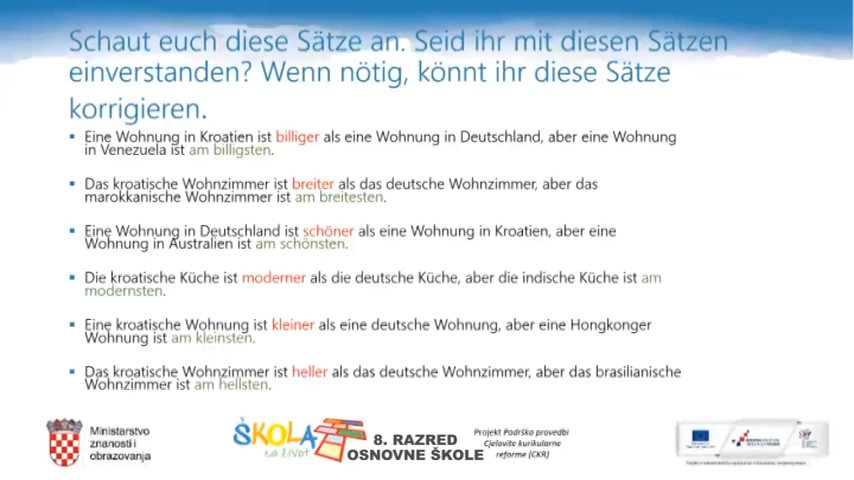 Schaut euch diese Sätze an. Seid ihr mit diesen Sätzen
einverstanden? Wenn nötig, könnt ihr diese Sätze
korrigieren.
Eine Wohnung in Kroatien ist billiger als eine Wohnung in Deutschland, aber eine Wohnung
in Venezuela ist am billigsten.
Das kroatische Wohnzimmer ist breiter als das deutsche Wohnzimmer, aber das
marokkanische Wohnzimmer ist am breitesten.
Eine Wohnung in Deutschland ist schöner als eine Wohnung in Kroatien, aber eine
Wohnung in Australien ist am schönsten.
Die kroatische Küche ist moderner als die deutsche Küche, aber die indische Küche ist am
modernsten.
Eine kroatische Wohnung ist kleiner als eine deutsche Wohnung, aber eine Hongkonger
Wohnung ist am kleinsten.
Das kroatische Wohnzimmer ist heller als das deutsche Wohnzimmer, aber das brasilianische
Wohnzimmer ist am hellsten.
Ministarstvo
znanosti i
obrazovanja
ŠKOLA
za život
8. RAZRED
OSNOVNE ŠKOLE
Projekt Podrška provedbi
Cjelovite kurikularne
reforme (CKR)